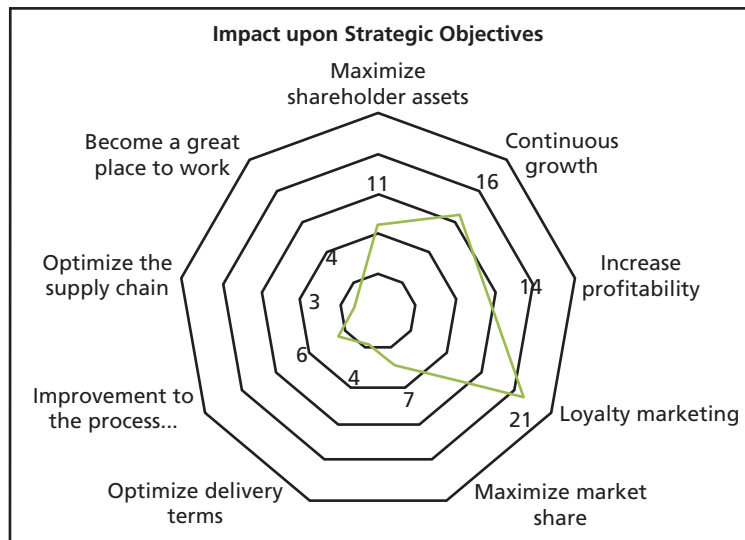 Impact upon Strategic Objectives
Maximize
shareholder assets
Become a great
place to work
Continuous
growth
16
11
4
Optimize the
supply chain
3
14
Increase
profitability
6
4
7
Improvement to
the process...
21
Loyalty marketing
Optimize delivery
terms
Maximize market
share